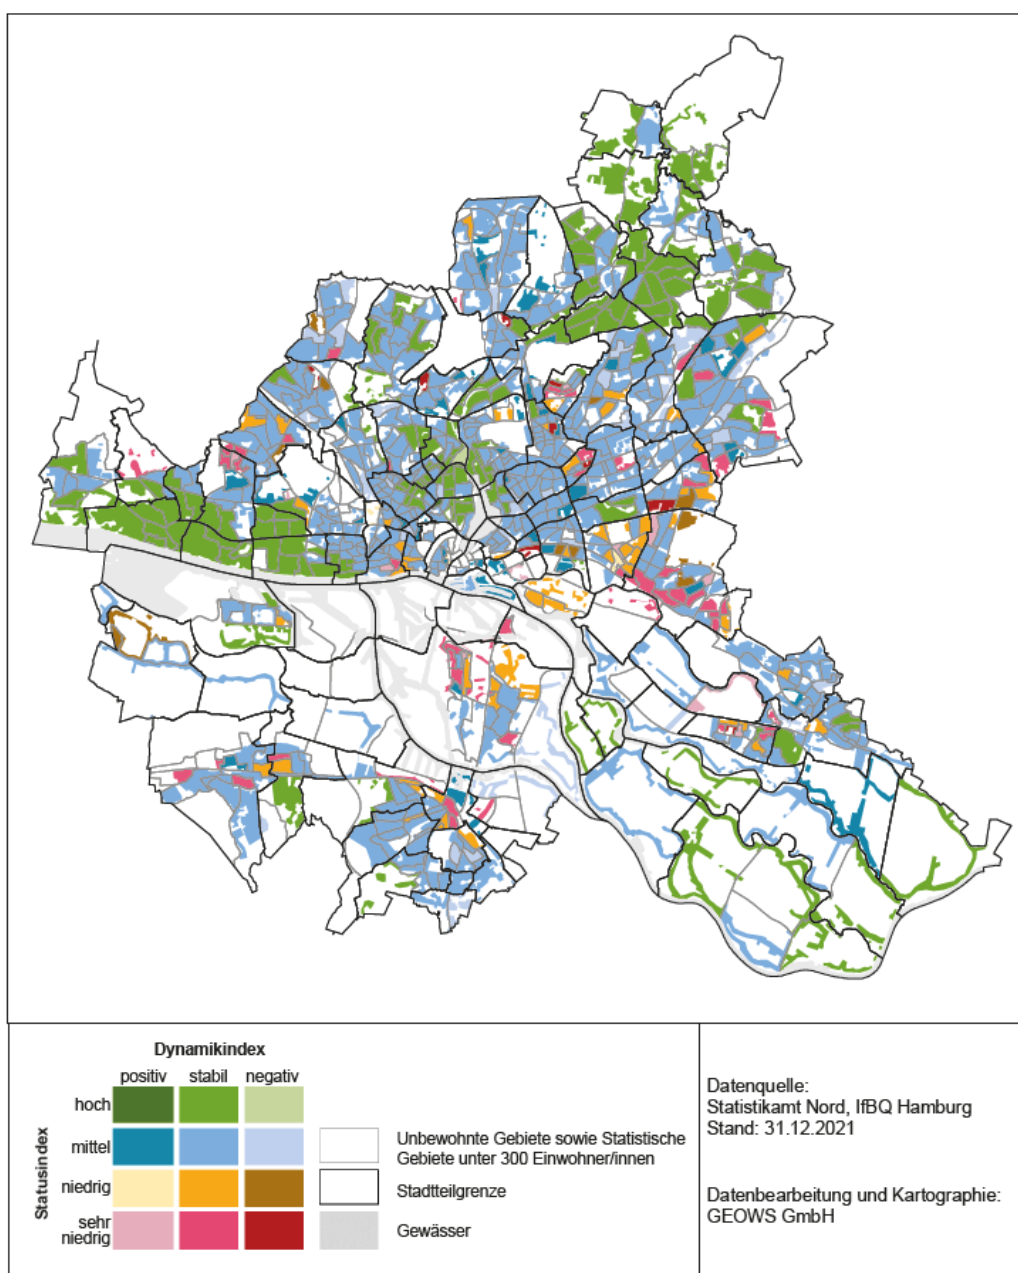 Dynamikindex
positiv stabil negativ
Statusindex
hoch
mittel
niedrig
sehr
niedrig
Unbewohnte Gebiete sowie Statistische
Gebiete unter 300 Einwohner/innen
Stadtteilgrenze
Gewässer
Datenquelle:
Statistikamt Nord, IfBQ Hamburg
Stand: 31.12.2021
Datenbearbeitung und Kartographie:
GEOWS GmbH